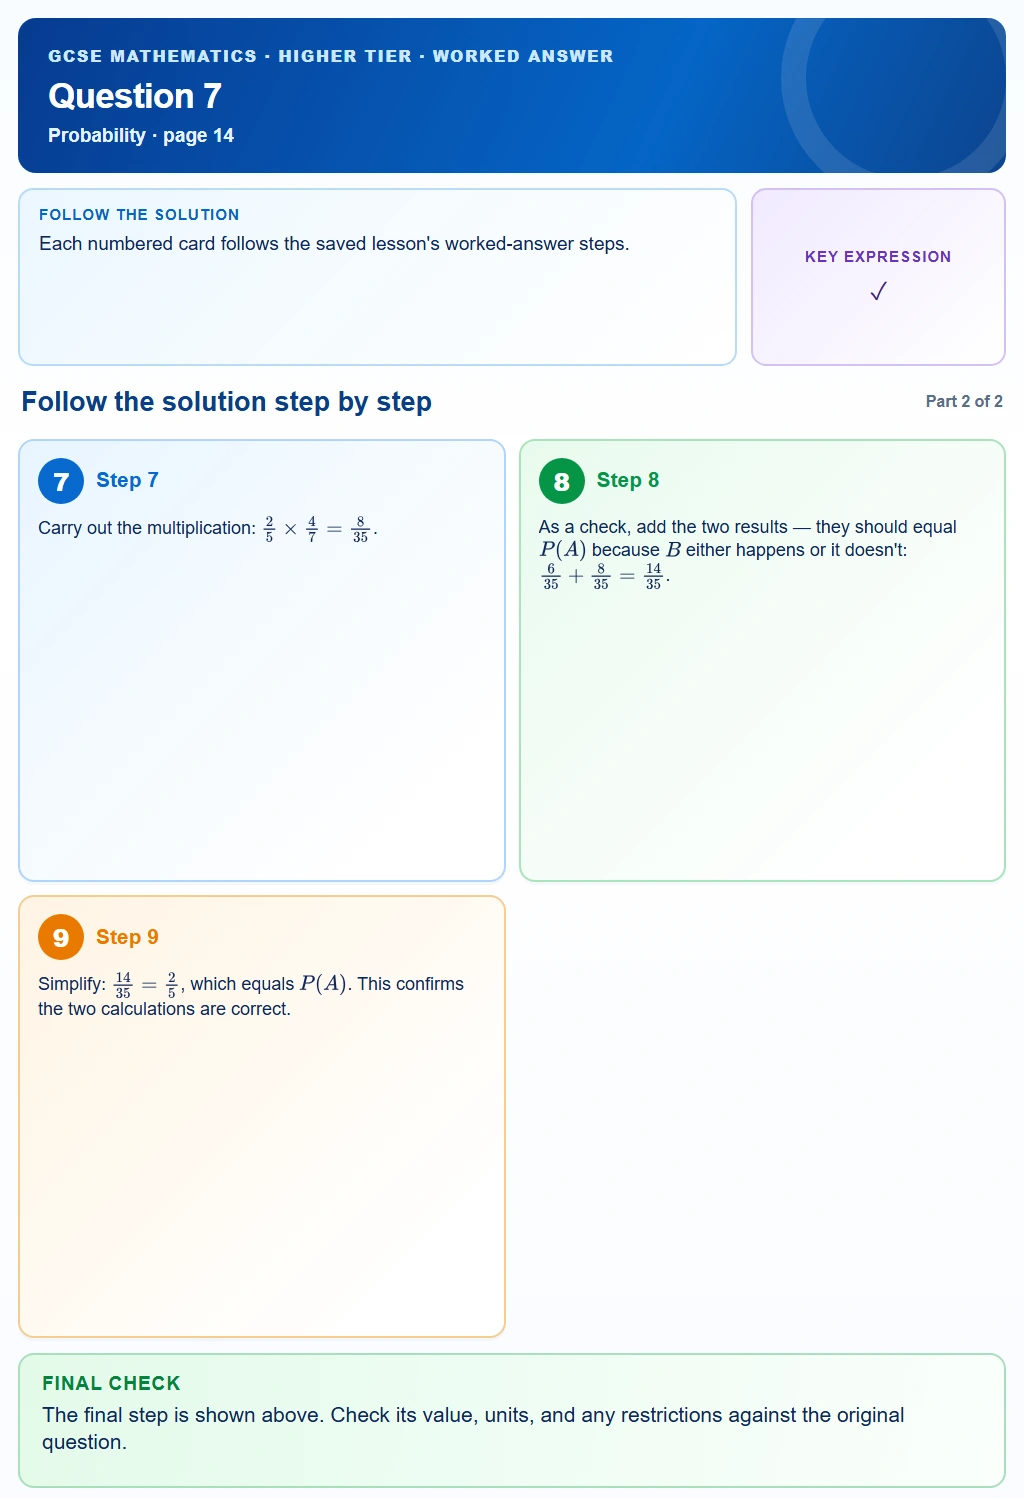 GCSE MATHEMATICS · HIGHER TIER · WORKED ANSWER
Question 7
Probability · page 14
FOLLOW THE SOLUTION
Each numbered card follows the saved lesson's worked-answer steps.
KEY EXPRESSION
✓
Follow the solution step by step
Part 2 of 2
7 Step 7
Carry out the multiplication: 2/5 × 4/7 = 8/35.
8 Step 8
As a check, add the two results — they should equal
P(A) because B either happens or it doesn't:
6/35 + 8/35 = 14/35.
9 Step 9
Simplify: 14/35 = 2/5, which equals P(A). This confirms
the two calculations are correct.
FINAL CHECK
The final step is shown above. Check its value, units, and any restrictions against the original
question.